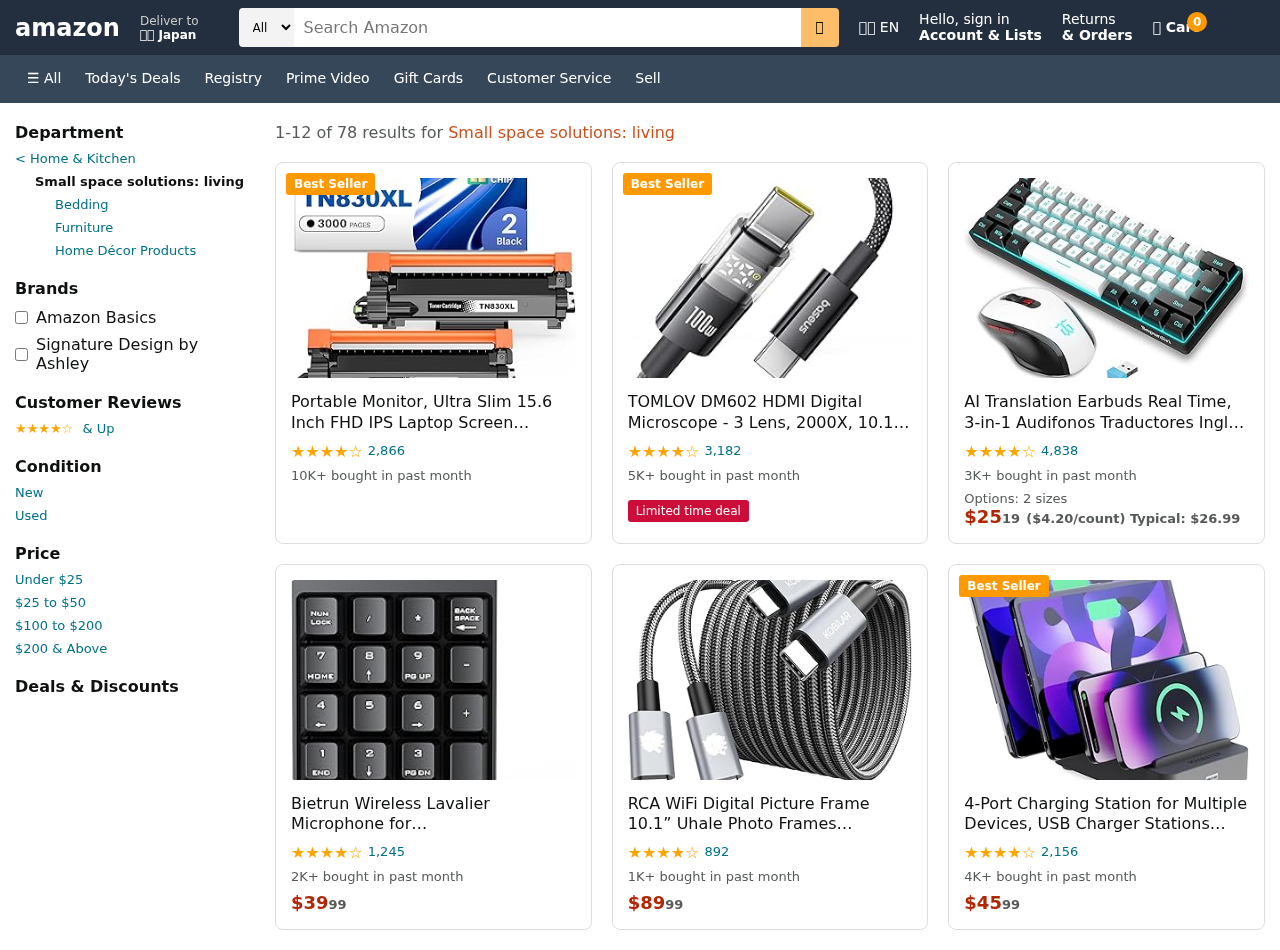 amazon
Deliver to
Japan
All
Search Amazon
EN
Hello, sign in
Account & Lists
Returns
& Orders
0
☰ All
Today's Deals
Registry
Prime Video
Gift Cards
Customer Service
Sell
Department
< Home & Kitchen
Small space solutions: living
Bedding
Furniture
Home Décor Products
Brands
Amazon Basics
Signature Design by
Ashley
Customer Reviews
★★★★☆ & Up
Condition
New
Used
Price
Under $25
$25 to $50
$100 to $200
$200 & Above
Deals & Discounts
1-12 of 78 results for Small space solutions: living
Best Seller
TN830XL
3000 PAGES
2
Black
Toner Cartridge TN830XL
Portable Monitor, Ultra Slim 15.6
Inch FHD IPS Laptop Screen…
★★★★☆ 2,866
10K+ bought in past month
Best Seller
100W
baseus
TOMLOV DM602 HDMI Digital
Microscope - 3 Lens, 2000X, 10.1…
★★★★☆ 3,182
5K+ bought in past month
Limited time deal
AI Translation Earbuds Real Time,
3-in-1 Audifonos Traductores Ingl…
★★★★☆ 4,838
3K+ bought in past month
Options: 2 sizes
$25 19 ($4.20/count) Typical: $26.99
NUM LOCK / * BACK SPACE
7 HOME 8 9 PG UP -
4 5 6 +
1 END 2 3 PG DN
Bietrun Wireless Lavalier
Microphone for…
★★★★☆ 1,245
2K+ bought in past month
$39 99
KOBILAR
RCA WiFi Digital Picture Frame
10.1” Uhale Photo Frames…
★★★★☆ 892
1K+ bought in past month
$89 99
Best Seller
4-Port Charging Station for Multiple
Devices, USB Charger Stations…
★★★★☆ 2,156
4K+ bought in past month
$45 99